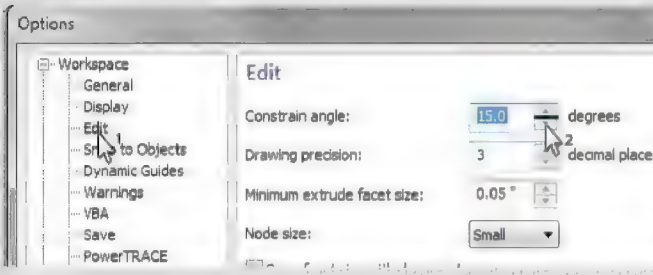 Options
Workspace
General
Display
Edit
1
to Objects
Dynamic Guides
Warnings
VBA
Save
PowerTRACE
Edit
Constrain angle: 15.0 degrees
2
Drawing precision: 3 decimal place
Minimum extrude facet size: 0.05 "
Node size: Small